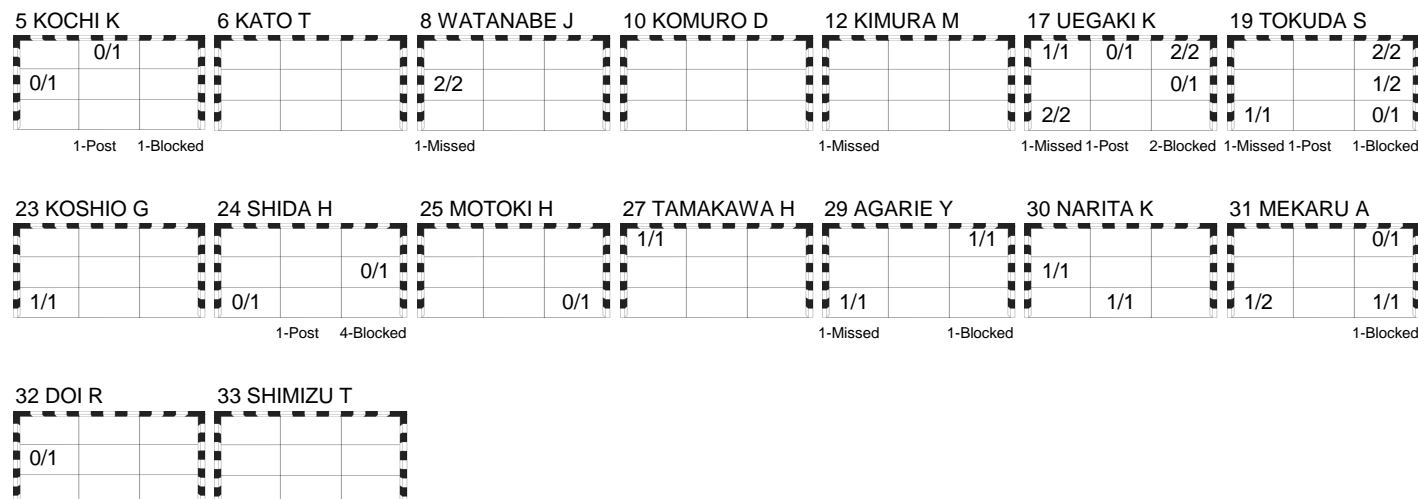 5 KOCHI K 6 KATO T 8 WATANABE J 10 KOMURO D 12 KIMURA M 17 UEGAKI K 19 TOKUDA S
0/1 1/1 0/1 2/2 2/2
0/1 2/2 0/1 1/2
2/2 1/1 0/1
1-Post 1-Blocked 1-Missed 1-Missed 1-Missed 1-Post 2-Blocked 1-Missed 1-Post 1-Blocked
23 KOSHIO G 24 SHIDA H 25 MOTOKI H 27 TAMAKAWA H 29 AGARIE Y 30 NARITA K 31 MEKARU A
1/1 1/1 0/1
0/1 1/1
1/1 0/1 0/1 1/1 1/1 1/2 1/1
1-Post 4-Blocked 1-Missed 1-Blocked 1-Blocked
32 DOI R 33 SHIMIZU T
0/1